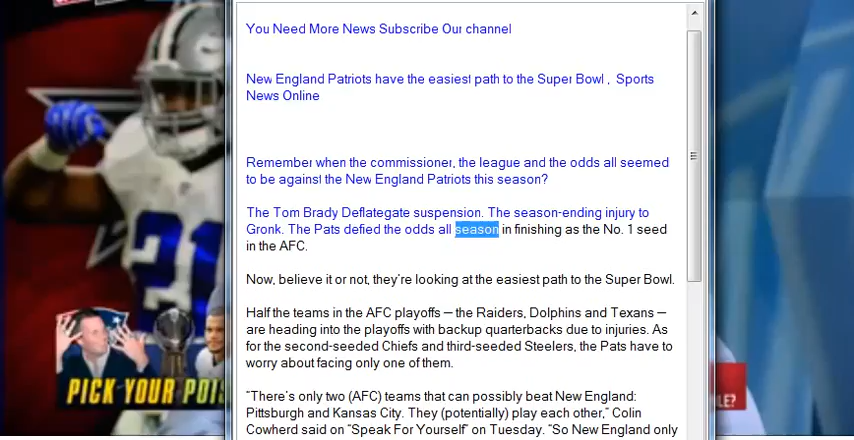 You Need More News Subscribe Our channel
New England Patriots have the easiest path to the Super Bowl , Sports
News Online
Remember when the commissioner, the league and the odds all seemed
to be against the New England Patriots this season?
The Tom Brady Deflategate suspension. The season-ending injury to
Gronk. The Pats defied the odds all season in finishing as the No. 1 seed
in the AFC.
Now, believe it or not, they're looking at the easiest path to the Super Bowl.
Half the teams in the AFC playoffs — the Raiders, Dolphins and Texans —
are heading into the playoffs with backup quarterbacks due to injuries. As
for the second-seeded Chiefs and third-seeded Steelers, the Pats have to
worry about facing only one of them.
"There's only two (AFC) teams that can possibly beat New England:
Pittsburgh and Kansas City. They (potentially) play each other," Colin
Cowherd said on "Speak For Yourself" on Tuesday. "So New England only
21
PICK YOUR POIS
LE?